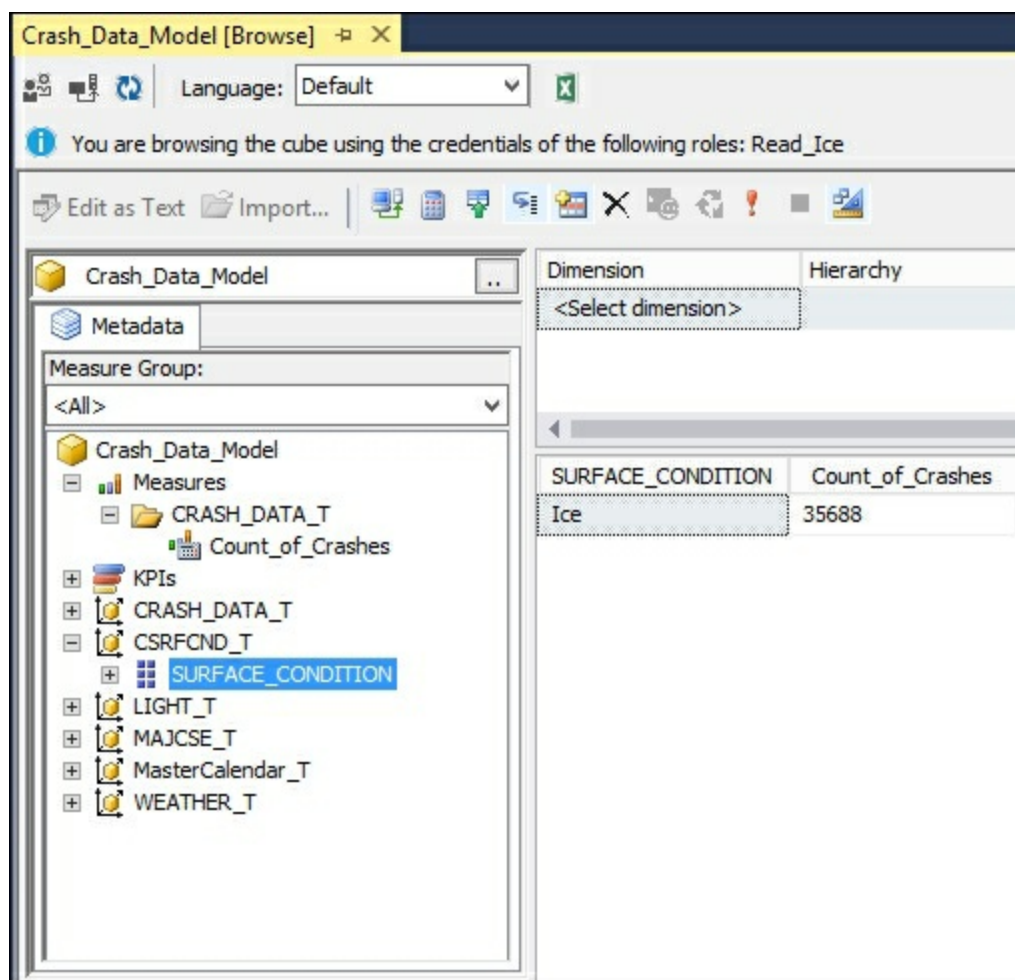 Crash_Data_Model [Browse]
Language: Default
You are browsing the cube using the credentials of the following roles: Read_Ice
Edit as Text Import...
Crash_Data_Model ..
Metadata
Measure Group:
<All>
Crash_Data_Model
Measures
CRASH_DATA_T
Count_of_Crashes
KPIs
CRASH_DATA_T
CSRFCND_T
SURFACE_CONDITION
LIGHT_T
MAJCSE_T
MasterCalendar_T
WEATHER_T
Dimension Hierarchy
<Select dimension>
SURFACE_CONDITION Count_of_Crashes
Ice 35688